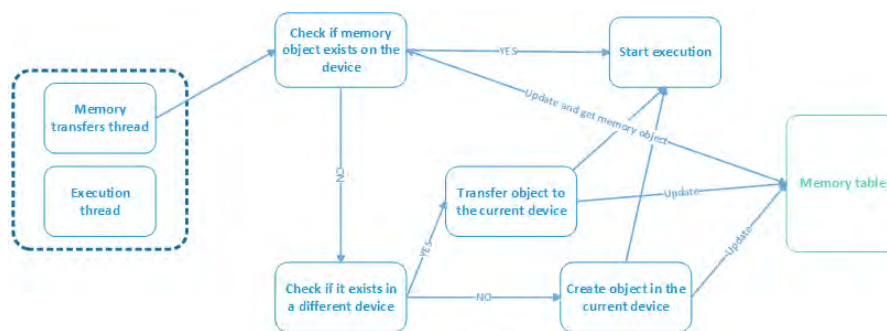 Check if memory
object exists on the
device
YES
Start execution
Memory
transfers thread
Update and get memory object
Execution
thread
NO
Transfer object to
the current device
Update
Memory table
YES
Check if it exists in
a different device
NO
Create object in the
current device
Update